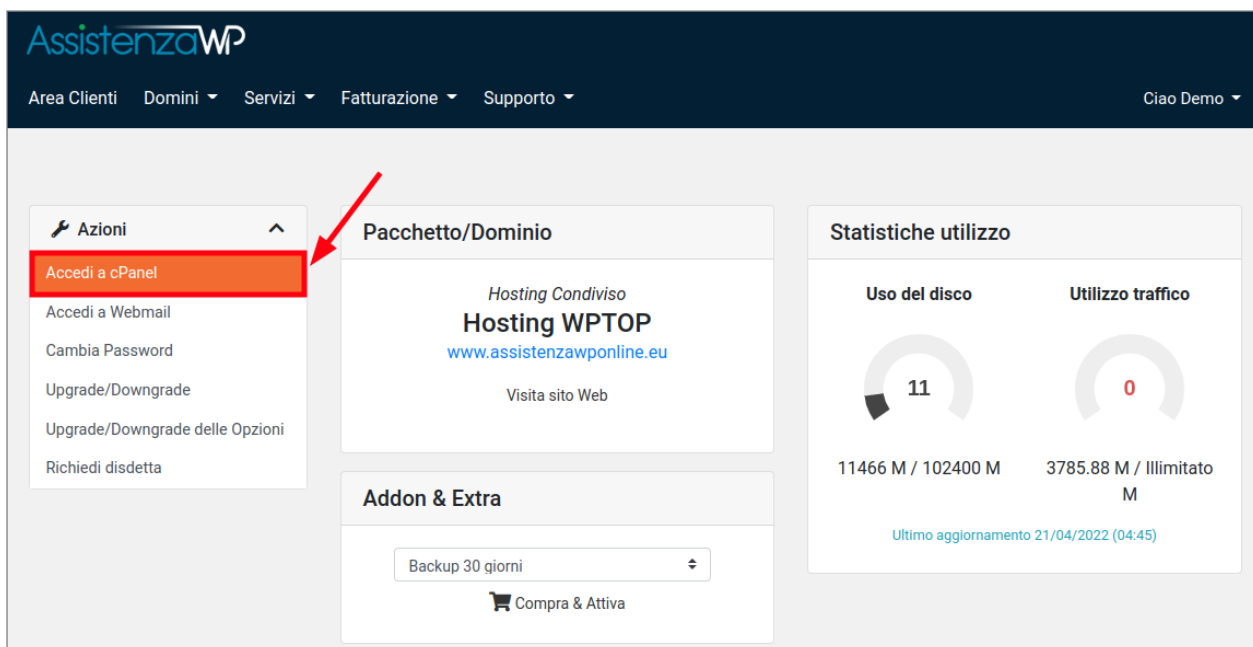 AssistenzaWP
Area Clienti Domini Servizi Fatturazione Supporto Ciao Demo
Azioni
Accedi a cPanel
Accedi a Webmail
Cambia Password
Upgrade/Downgrade
Upgrade/Downgrade delle Opzioni
Richiedi disdetta
Pacchetto/Dominio
Hosting Condiviso
Hosting WPTOP
www.assistenzawponline.eu
Visita sito Web
Addon & Extra
Backup 30 giorni
Compra & Attiva
Statistiche utilizzo
Uso del disco Utilizzo traffico
11 0
11466 M / 102400 M 3785.88 M / Illimitato
M
Ultimo aggiornamento 21/04/2022 (04:45)